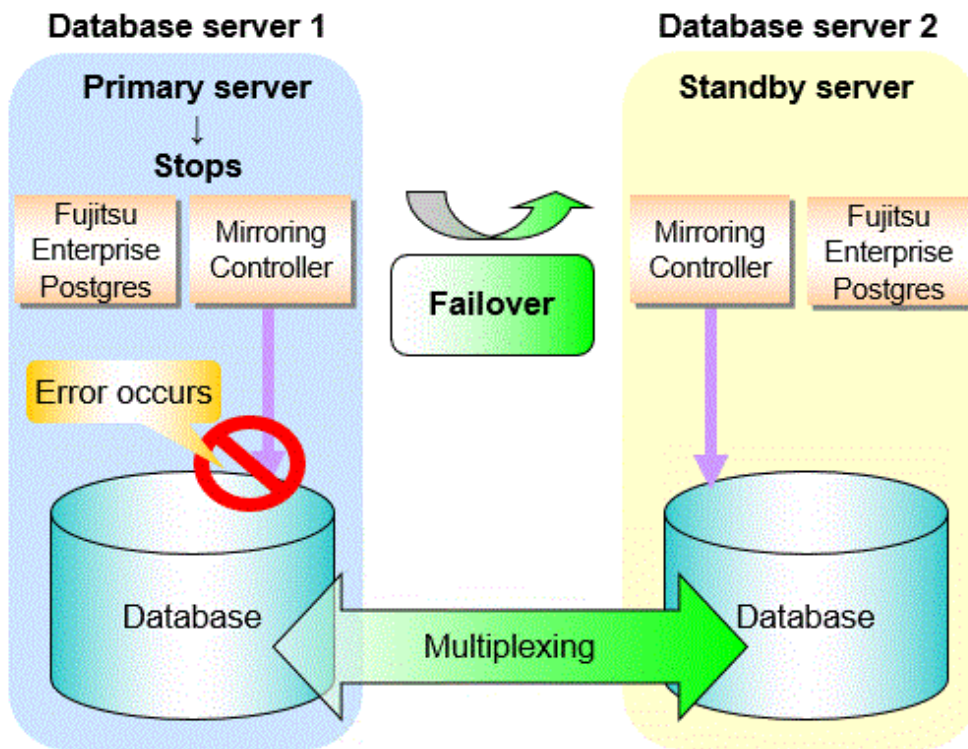 Database server 1
Database server 2
Primary server
↓
Stops
Standby server
Fujitsu
Enterprise
Postgres
Mirroring
Controller
Failover
Mirroring
Controller
Fujitsu
Enterprise
Postgres
Error occurs
Database
Multiplexing
Database